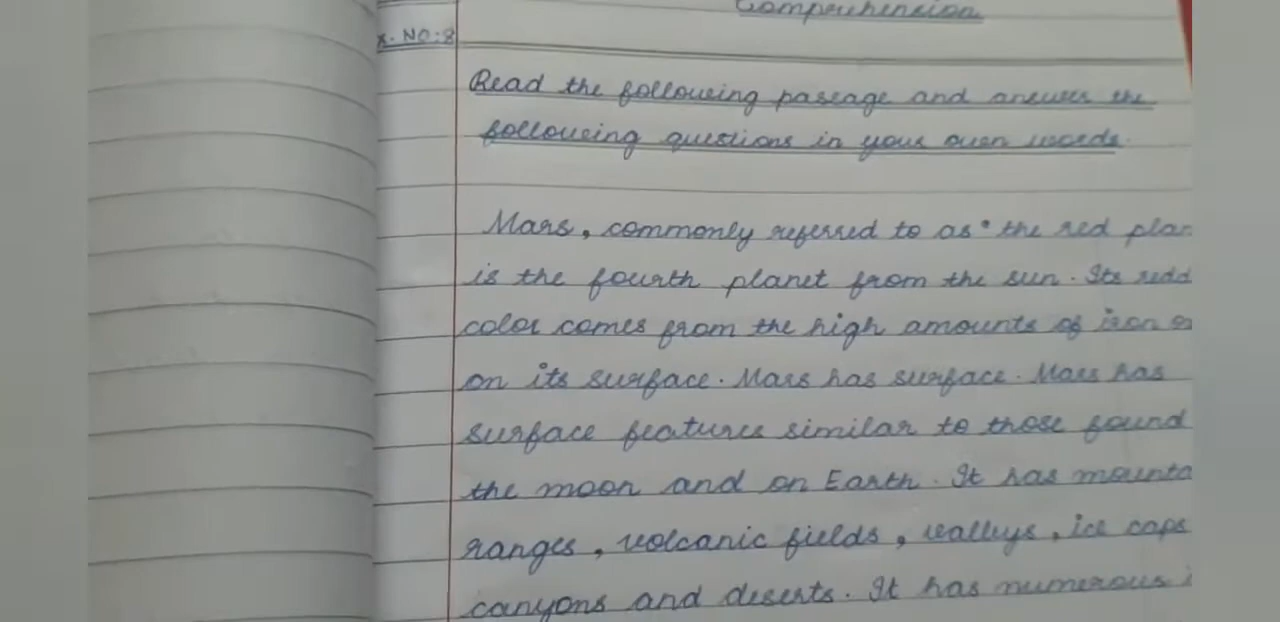 Comprehension
X. NO:8
Read the following passage and answer the
following questions in your own words.
Mars, commonly referred to as the red plan
is the fourth planet from the sun. Its redd
color comes from the high amounts of iron o
on its surface. Mars has surface. Mars has
surface features similar to those found
the moon and on Earth. It has mounta
ranges, volcanic fields, valleys, ice caps
canyons and deserts. It has numerous